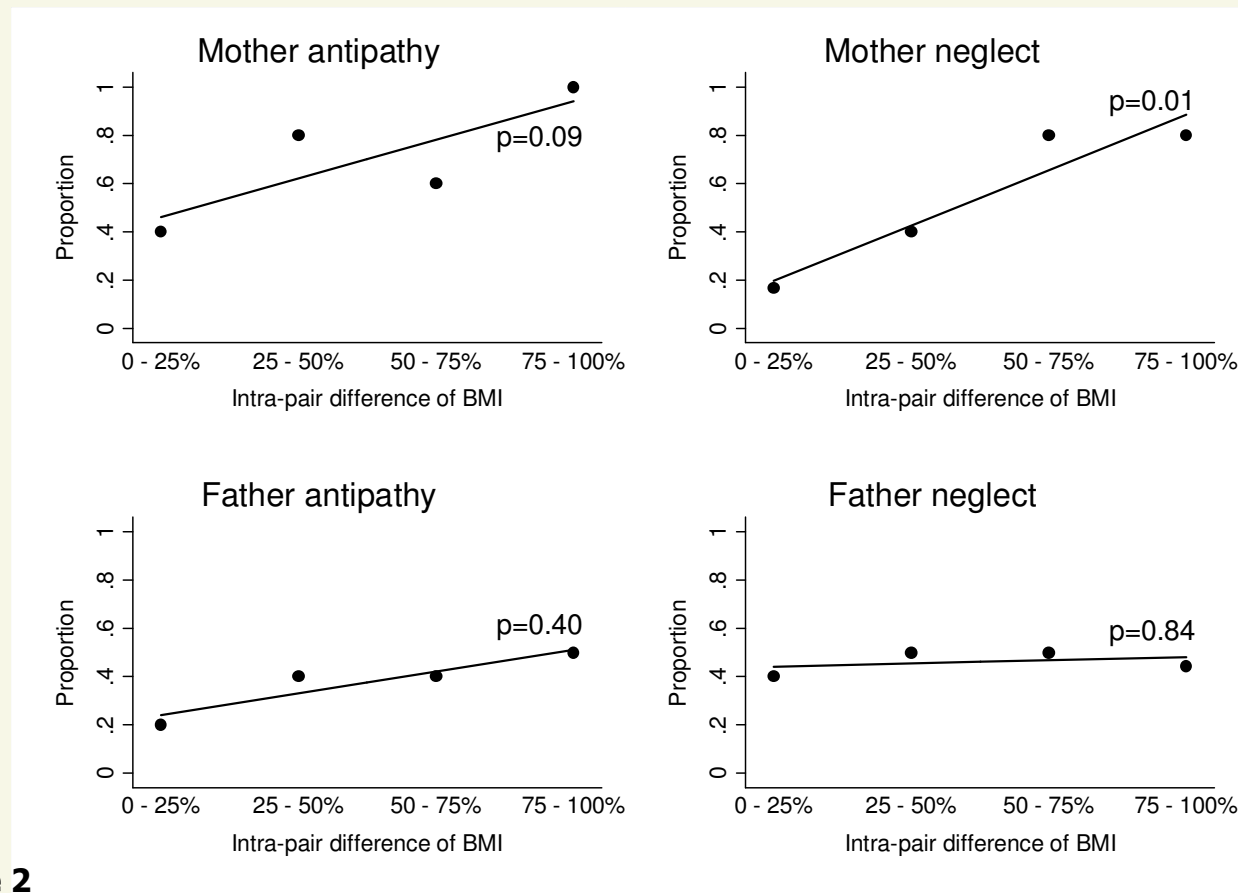 Mother antipathy
Proportion
1
.8
.6
.4
.2
0
p=0.09
0 - 25%
25 - 50%
50 - 75%
75 - 100%
Intra-pair difference of BMI
Mother neglect
Proportion
1
.8
.6
.4
.2
0
p=0.01
0 - 25%
25 - 50%
50 - 75%
75 - 100%
Intra-pair difference of BMI
Father antipathy
Proportion
1
.8
.6
.4
.2
0
p=0.40
0 - 25%
25 - 50%
50 - 75%
75 - 100%
Intra-pair difference of BMI
Father neglect
Proportion
1
.8
.6
.4
.2
0
p=0.84
0 - 25%
25 - 50%
50 - 75%
75 - 100%
Intra-pair difference of BMI
2